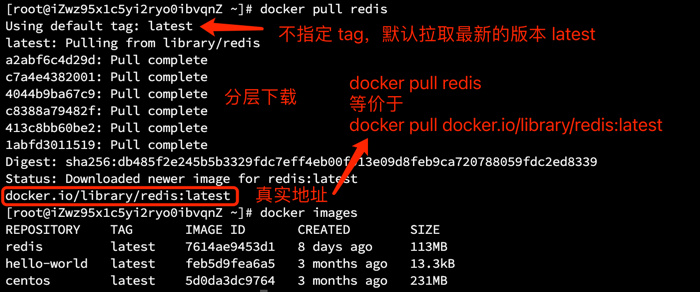 [root@iZwz95x1c5yi2ryo0ibvqnZ ~]# docker pull redis
Using default tag: latest
不指定 tag，默认拉取最新的版本 latest
latest: Pulling from library/redis
a2abf6c4d29d: Pull complete
c7a4e4382001: Pull complete
4044b9ba67c9: Pull complete
c8388a79482f: Pull complete
413c8bb60be2: Pull complete
1abfd3011519: Pull complete
分层下载
docker pull redis
等价于
docker pull docker.io/library/redis:latest
Digest: sha256:db485f2e245b5b3329fdc7eff4eb00f 13e09d8feb9ca720788059fdc2ed8339
Status: Downloaded newer image for redis:latest
docker.io/library/redis:latest
真实地址
[root@iZwz95x1c5yi2ryo0ibvqnZ ~]# docker images
REPOSITORY TAG IMAGE ID CREATED SIZE
redis latest 7614ae9453d1 8 days ago 113MB
hello-world latest feb5d9fea6a5 3 months ago 13.3kB
centos latest 5d0da3dc9764 3 months ago 231MB